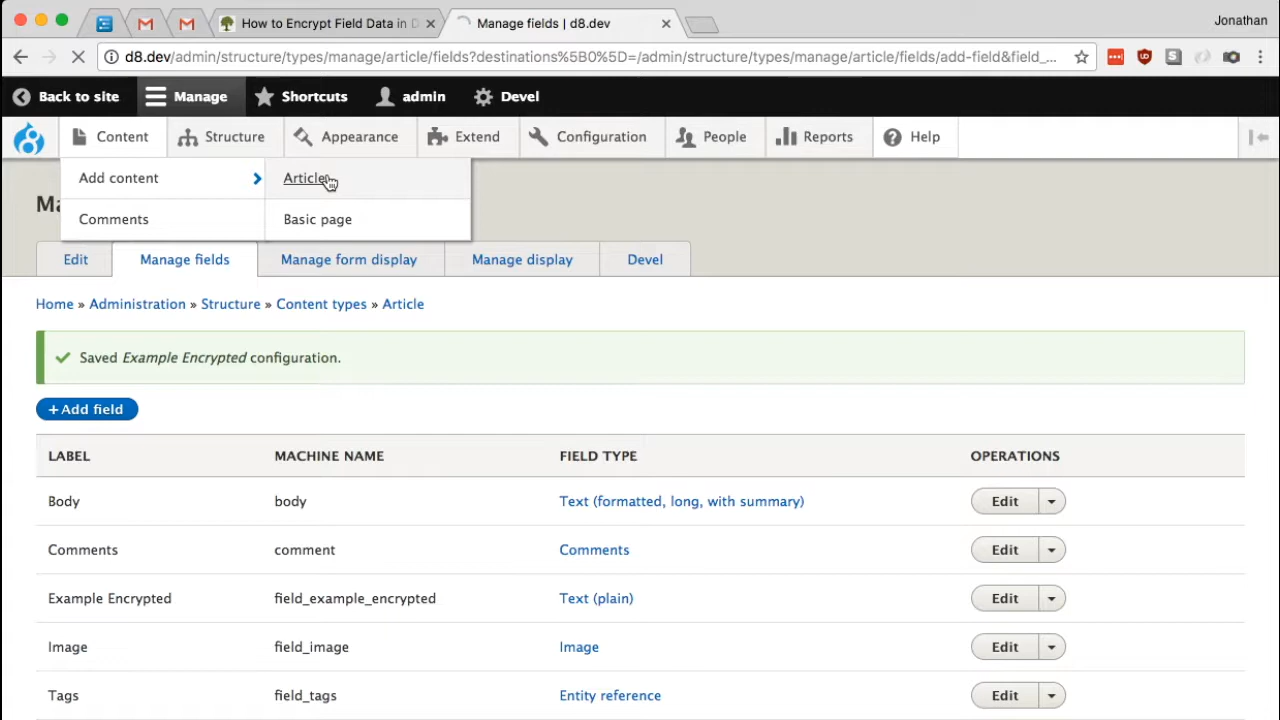 How to Encrypt Field Data in D
Manage fields | d8.dev
Jonathan
d8.dev/admin/structure/types/manage/article/fields?destinations%5B0%5D=/admin/structure/types/manage/article/fields/add-field&field_...
Back to site
Manage
Shortcuts
admin
Devel
Content
Structure
Appearance
Extend
Configuration
People
Reports
Help
Add content
Article
Comments
Basic page
Edit
Manage fields
Manage form display
Manage display
Devel
Home » Administration » Structure » Content types » Article
Saved Example Encrypted configuration.
+ Add field
LABEL MACHINE NAME FIELD TYPE OPERATIONS
Body body Text (formatted, long, with summary) Edit
Comments comment Comments Edit
Example Encrypted field_example_encrypted Text (plain) Edit
Image field_image Image Edit
Tags field_tags Entity reference Edit